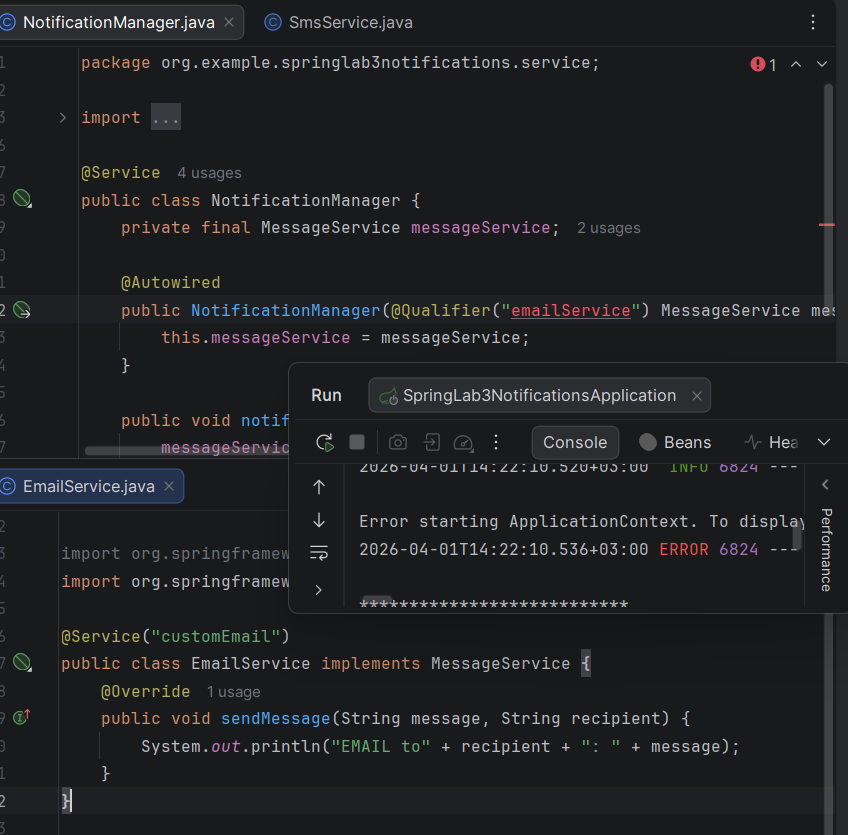 NotificationManager.java
SmsService.java
package org.example.springlab3notifications.service;
1
import ...
@Service 4 usages
public class NotificationManager {
private final MessageService messageService; 2 usages
@Autowired
public NotificationManager(@Qualifier("emailService") MessageService mes
this.messageService = messageService;
}
public void notif
messageServic
Run
SpringLab3NotificationsApplication
Console
Beans
Hea
2026-04-01T14:22:10.520+03:00 INFO 6824 ---
Error starting ApplicationContext. To display
2026-04-01T14:22:10.536+03:00 ERROR 6824 ---
***************************
Performance
EmailService.java
import org.springframew
import org.springframew
@Service("customEmail")
public class EmailService implements MessageService {
@Override 1 usage
public void sendMessage(String message, String recipient) {
System.out.println("EMAIL to" + recipient + ": " + message);
}
}